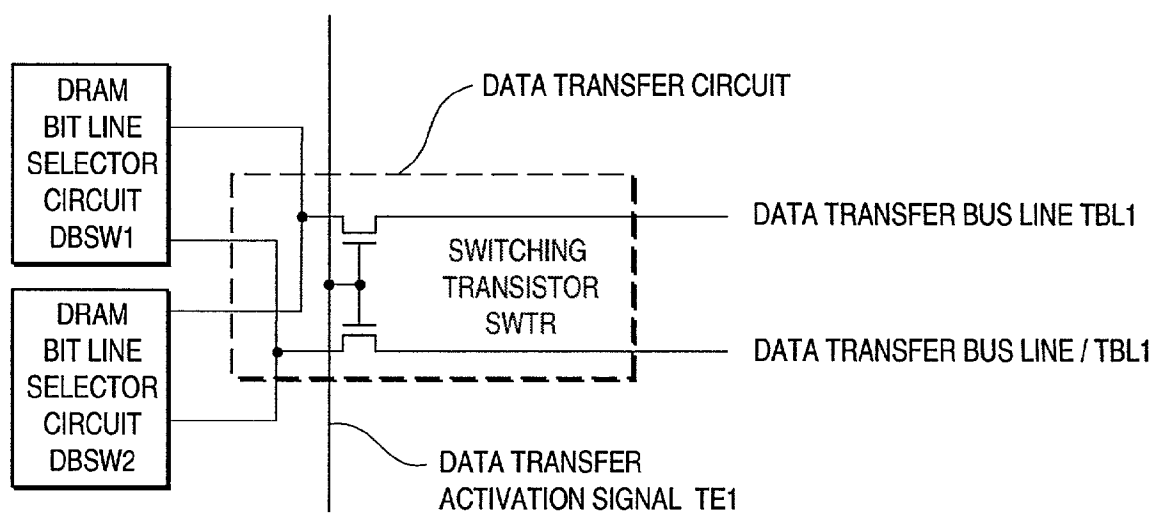 DRAM
BIT LINE
SELECTOR
CIRCUIT
DBSW1
DATA TRANSFER CIRCUIT
DATA TRANSFER BUS LINE TBL1
SWITCHING
TRANSISTOR
SWTR
DRAM
BIT LINE
SELECTOR
CIRCUIT
DBSW2
DATA TRANSFER BUS LINE / TBL1
DATA TRANSFER
ACTIVATION SIGNAL TE1